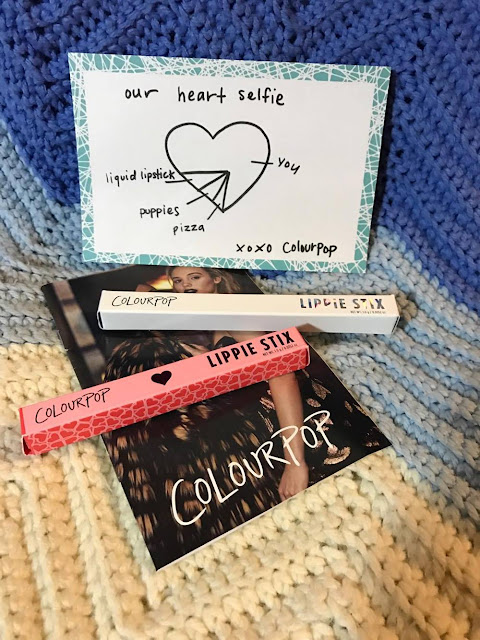 our heart selfie
you
liquid lipstick
puppies
pizza
xoxo Colourpop
COLOURPOP LIPPIE STIX
COLOURPOP LIPPIE STIX
COLOURPOP